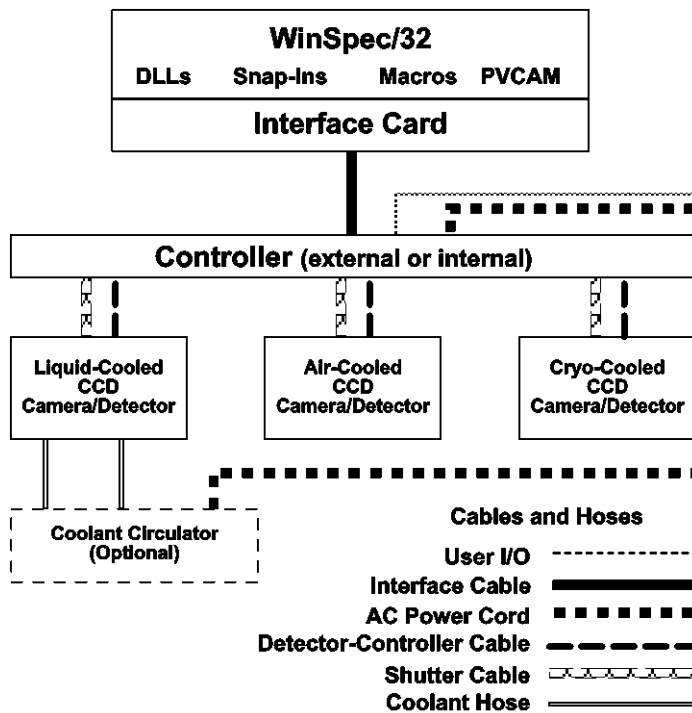 WinSpec/32
DLLs Snap-Ins Macros PVCAM
Interface Card
Controller (external or internal)
Liquid-Cooled
CCD
Camera/Detector
Air-Cooled
CCD
Camera/Detector
Cryo-Cooled
CCD
Camera/Detector
Coolant Circulator
(Optional)
Cables and Hoses
User I/O
Interface Cable
AC Power Cord
Detector-Controller Cable
Shutter Cable
Coolant Hose